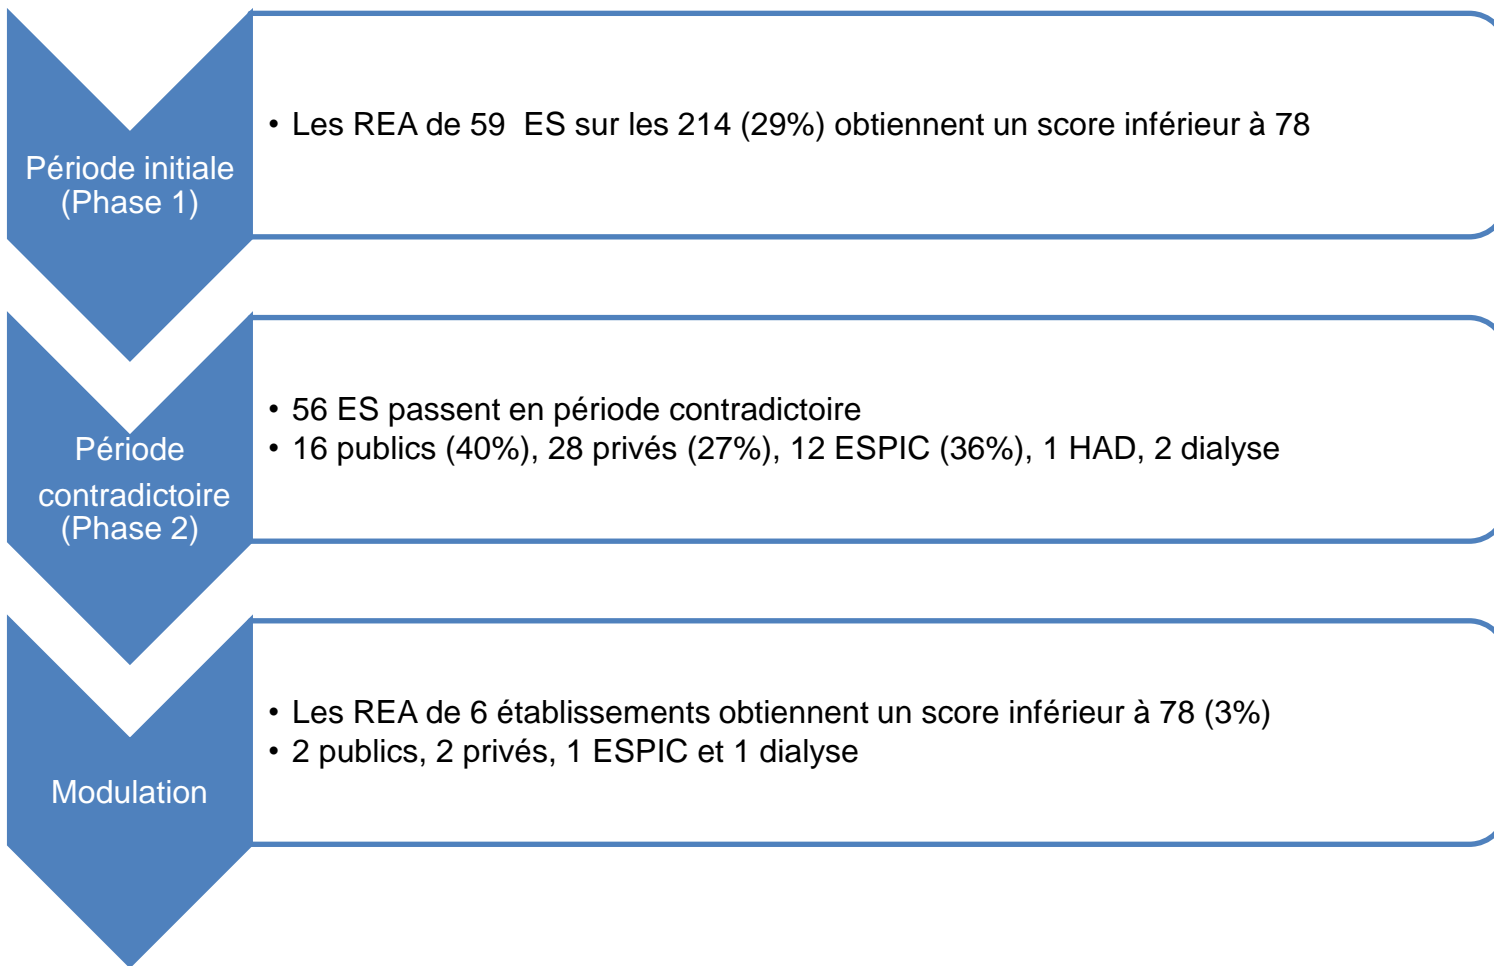 Période initiale
(Phase 1)
• Les REA de 59  ES sur les 214 (29%) obtiennent un score inférieur à 78
Période
contradictoire
(Phase 2)
• 56 ES passent en période contradictoire
• 16 publics (40%), 28 privés (27%), 12 ESPIC (36%), 1 HAD, 2 dialyse
Modulation
• Les REA de 6 établissements obtiennent un score inférieur à 78 (3%)
• 2 publics, 2 privés, 1 ESPIC et 1 dialyse